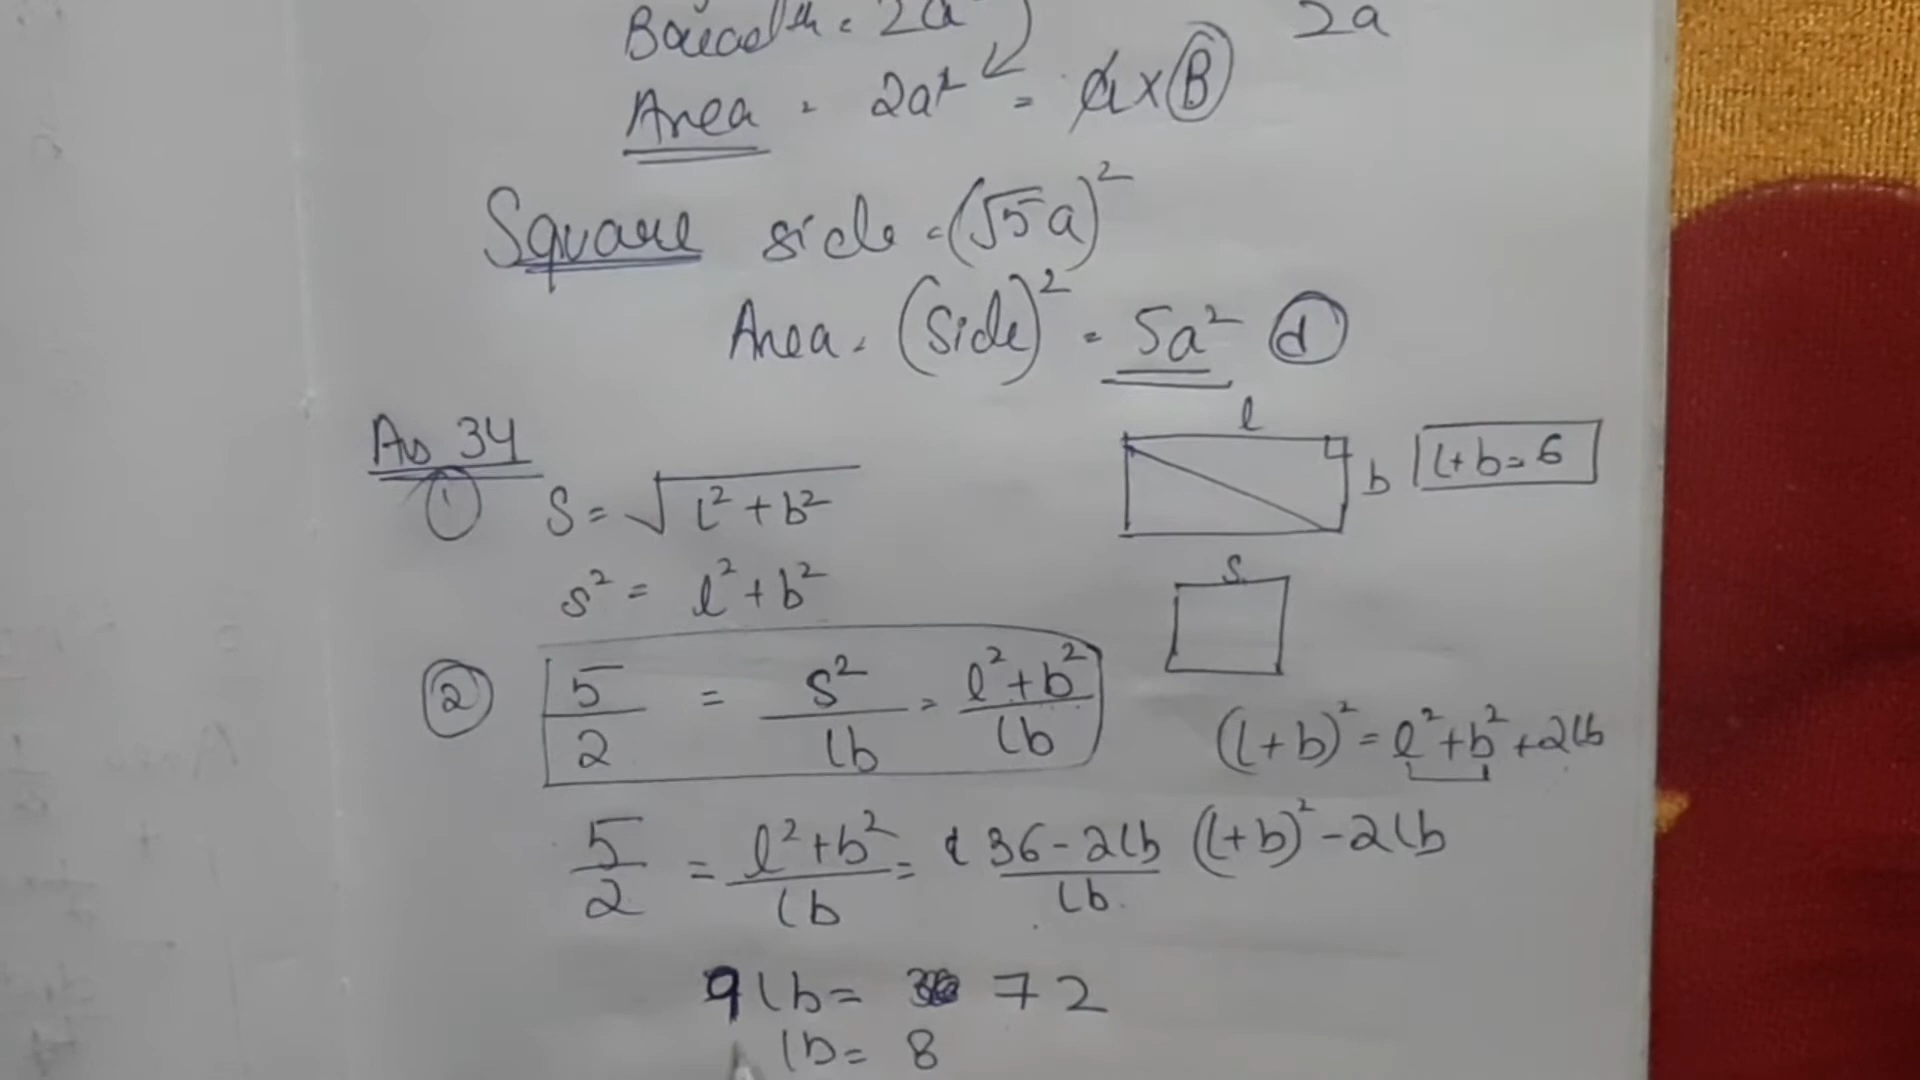 Breadth = 2a
2a
Area = 2a² = a x B
Square side = (√5a)²
Area = (Side)² = 5a² d
As 34
l
b
l+b=6
① S = √l²+b²
s² = l²+b²
S
② 5/2 = s²/lb = l²+b²/lb
(l+b)² = l²+b²+2lb
5/2 = l²+b²/lb = 36-2lb/lb (l+b)²-2lb
9lb = 72
lb = 8